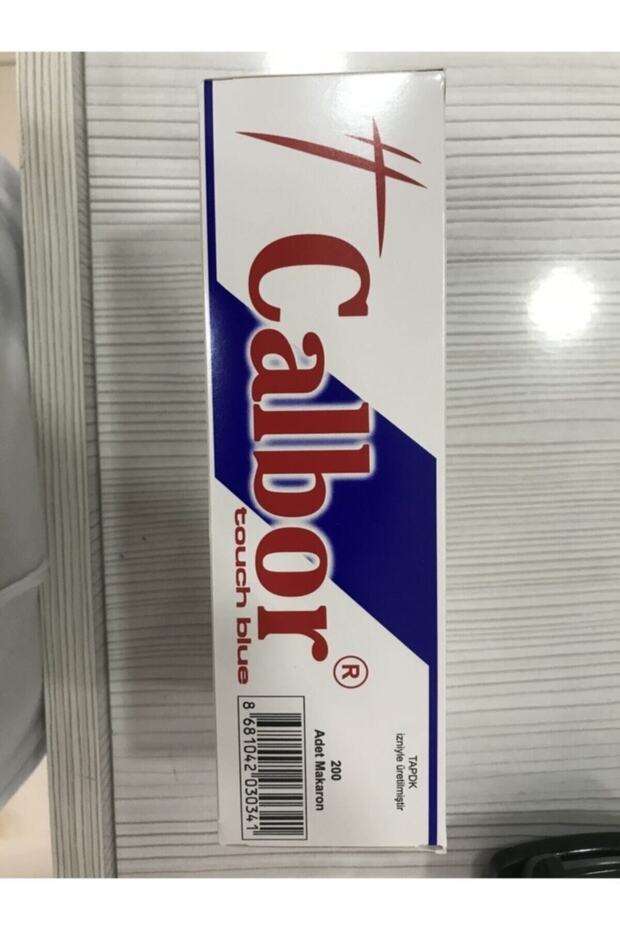 Calbor®
touch blue
8 681042 030341
200
Adet Makaron
TAPDK
izniyle üretilmiştir